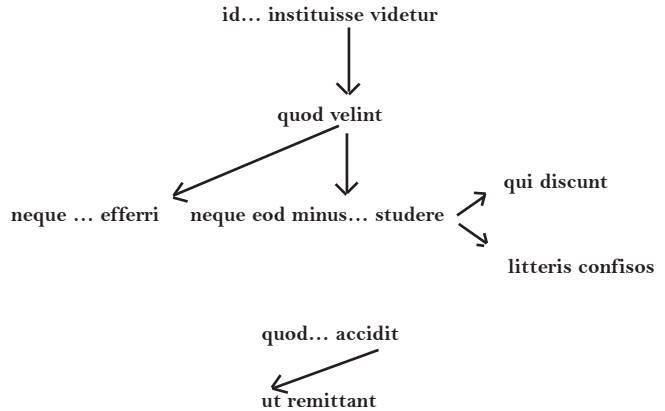 id… instituisse videtur
quod velint
qui discunt
neque … efferri neque eod minus… studere
litteris confisos
quod… accidit
ut remittant